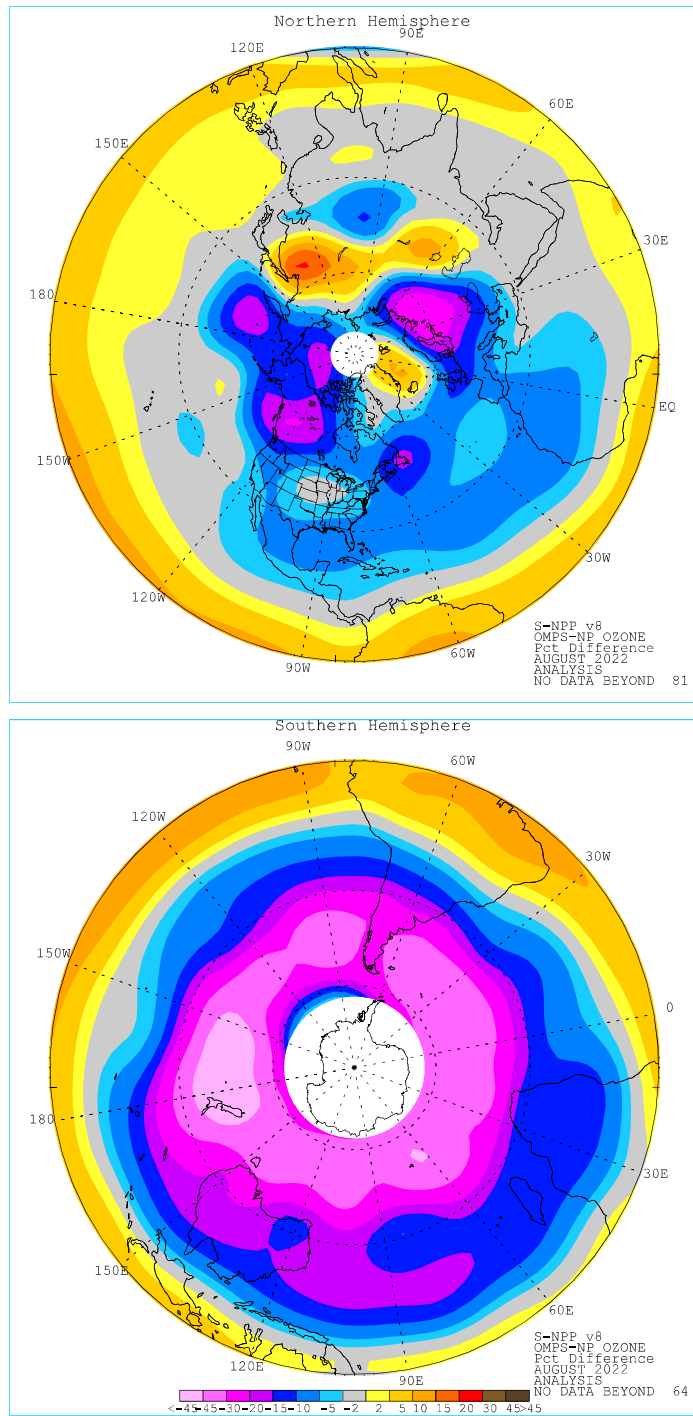 Northern Hemisphere
90E
120E
60E
150E
30E
180
EQ
150W
30W
120W
60W
90W
S-NPP v8
OMPS-NP OZONE
Pct Difference
AUGUST 2022
ANALYSIS
NO DATA BEYOND 81
Southern Hemisphere
90W
60W
120W
30W
150W
0
180
30E
150E
60E
120E
90E
S-NPP v8
OMPS-NP OZONE
Pct Difference
AUGUST 2022
ANALYSIS
NO DATA BEYOND 64
<-45 -45 -30 -20 -15 -10 -5 -2 2 5 10 15 20 30 45 >45